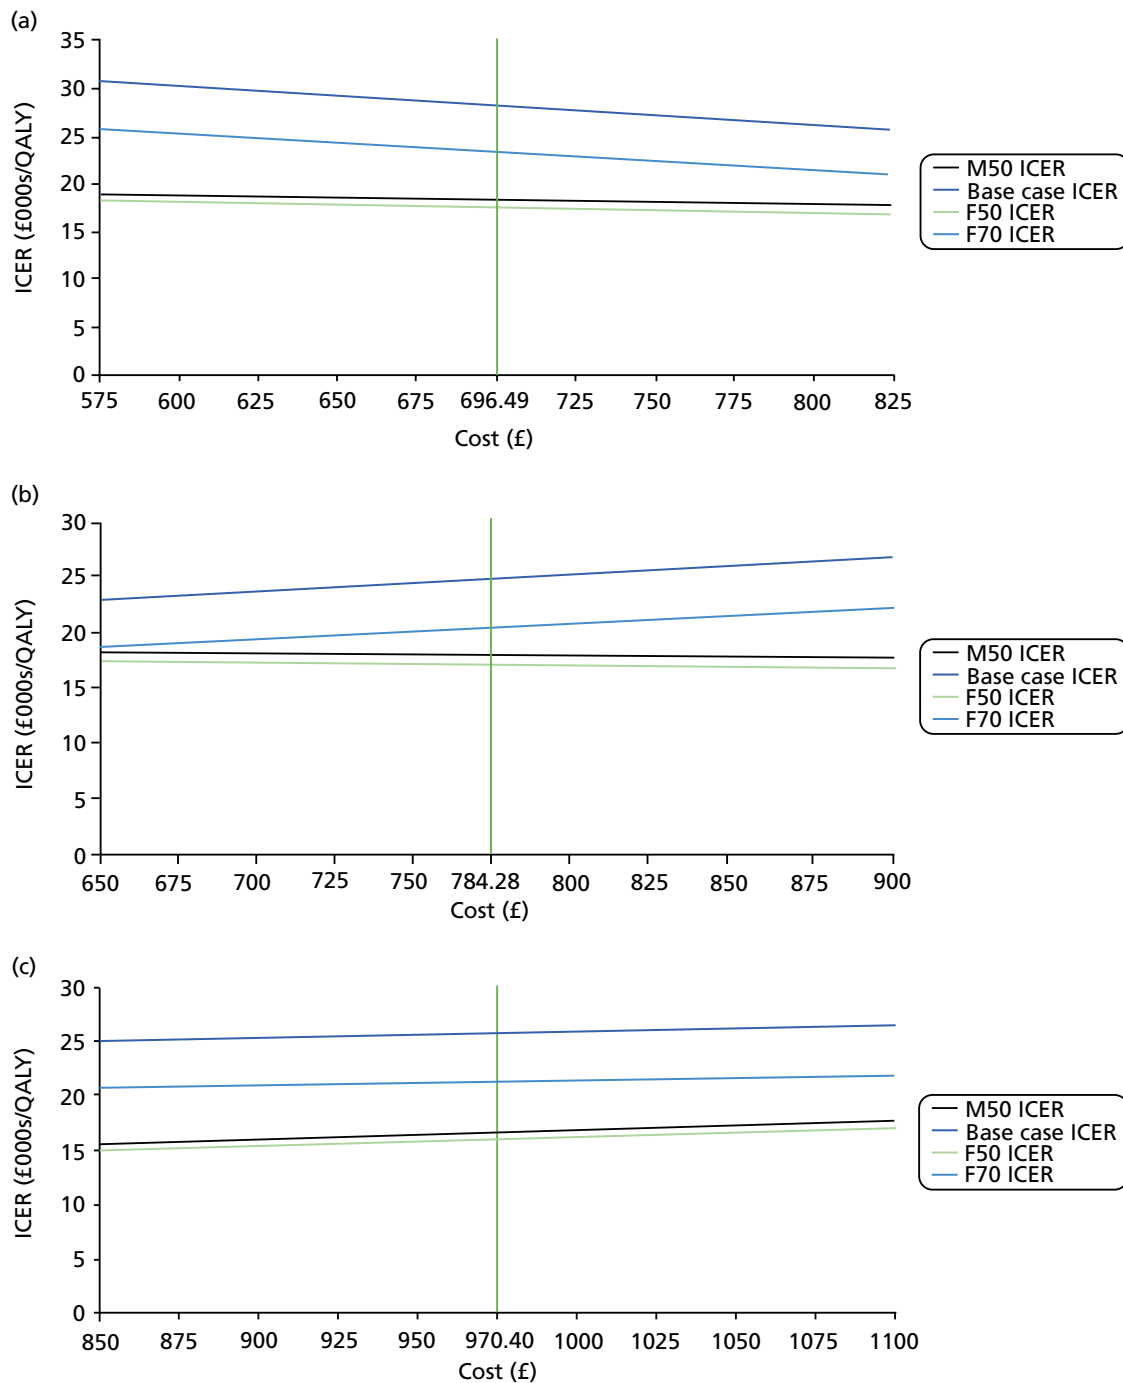 (a)
35
30
25
20
15
10
5
0
ICER (£000s/QALY)
575 600 625 650 675 696.49 725 750 775 800 825
Cost (£)
M50 ICER
Base case ICER
F50 ICER
F70 ICER
(b)
30
25
20
15
10
5
0
ICER (£000s/QALY)
650 675 700 725 750 784.28 800 825 850 875 900
Cost (£)
M50 ICER
Base case ICER
F50 ICER
F70 ICER
(c)
30
25
20
15
10
5
0
ICER (£000s/QALY)
850 875 900 925 950 970.40 1000 1025 1050 1075 1100
Cost (£)
M50 ICER
Base case ICER
F50 ICER
F70 ICER